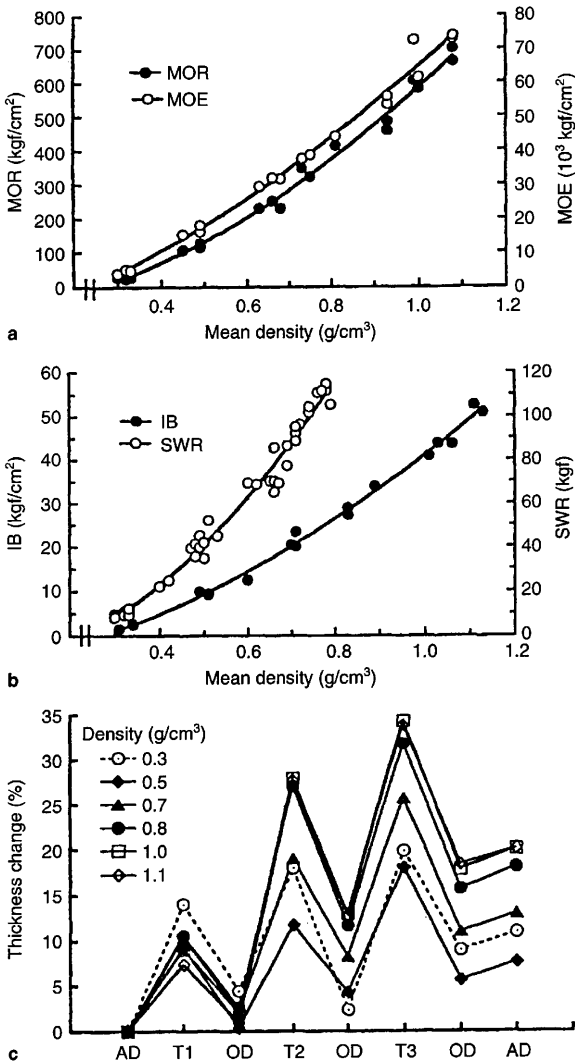 800
700
600
500
400
300
200
100
0
MOR (kgf/cm²)
MOR
MOE
80
70
60
50
40
30
20
10
0
MOE (10³ kgf/cm²)
0.4 0.6 0.8 1.0 1.2
Mean density (g/cm³)
a
60
50
40
30
20
10
0
IB (kgf/cm²)
IB
SWR
120
100
80
60
40
20
0
SWR (kgf)
0.4 0.6 0.8 1.0 1.2
Mean density (g/cm³)
b
35
30
25
20
15
10
5
0
Thickness change (%)
Density (g/cm³)
0.3
0.5
0.7
0.8
1.0
1.1
AD T1 OD T2 OD T3 OD AD
c